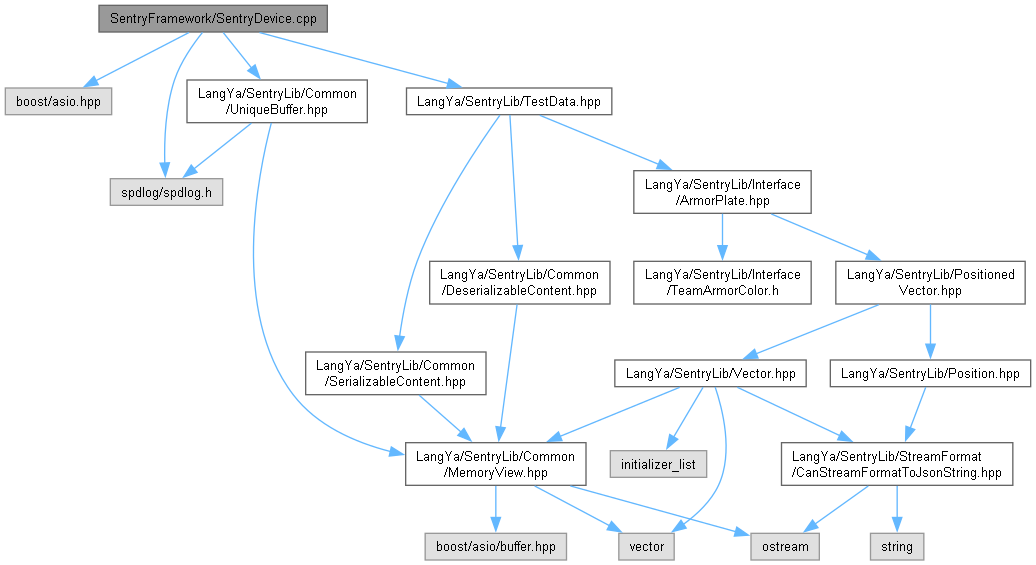 SentryFramework/SentryDevice.cpp
boost/asio.hpp
LangYa/SentryLib/Common
/UniqueBuffer.hpp
LangYa/SentryLib/TestData.hpp
spdlog/spdlog.h
LangYa/SentryLib/Interface
/ArmorPlate.hpp
LangYa/SentryLib/Common
/DeserializableContent.hpp
LangYa/SentryLib/Interface
/TeamArmorColor.h
LangYa/SentryLib/Positioned
Vector.hpp
LangYa/SentryLib/Common
/SerializableContent.hpp
LangYa/SentryLib/Vector.hpp
LangYa/SentryLib/Position.hpp
LangYa/SentryLib/Common
/MemoryView.hpp
initializer_list
LangYa/SentryLib/StreamFormat
/CanStreamFormatToJsonString.hpp
boost/asio/buffer.hpp
vector
ostream
string